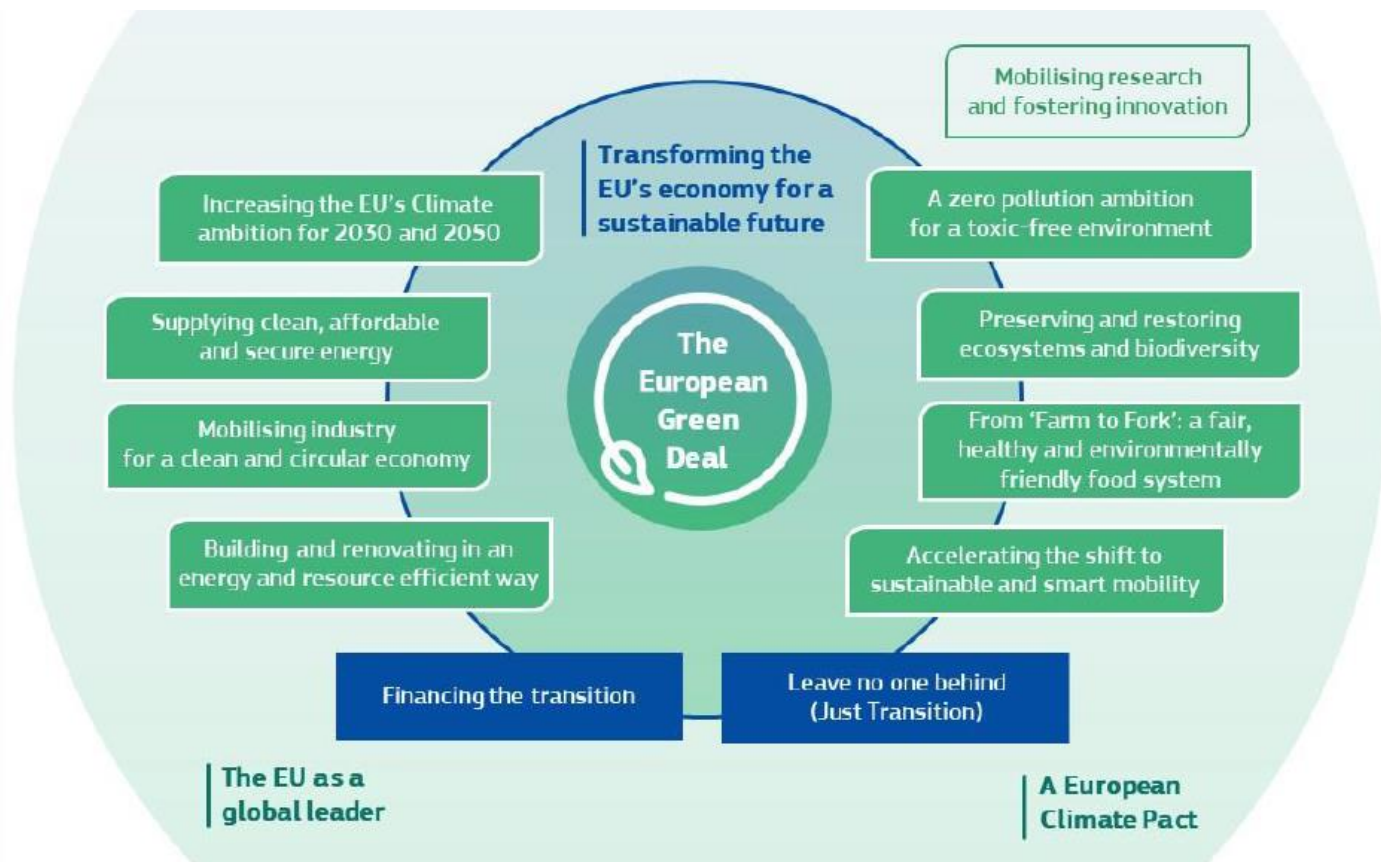 Mobilising research
and fostering innovation
Transforming the
EU's economy for a
sustainable future
Increasing the EU's Climate
ambition for 2030 and 2050
A zero pollution ambition
for a toxic-free environment
Supplying clean, affordable
and secure energy
Preserving and restoring
ecosystems and biodiversity
The
European
Green
Deal
Mobilising industry
for a clean and circular economy
From ‘Farm to Fork’: a fair,
healthy and environmentally
friendly food system
Building and renovating in an
energy and resource efficient way
Accelerating the shift to
sustainable and smart mobility
Financing the transition
Leave no one behind
(Just Transition)
The EU as a
global leader
A European
Climate Pact